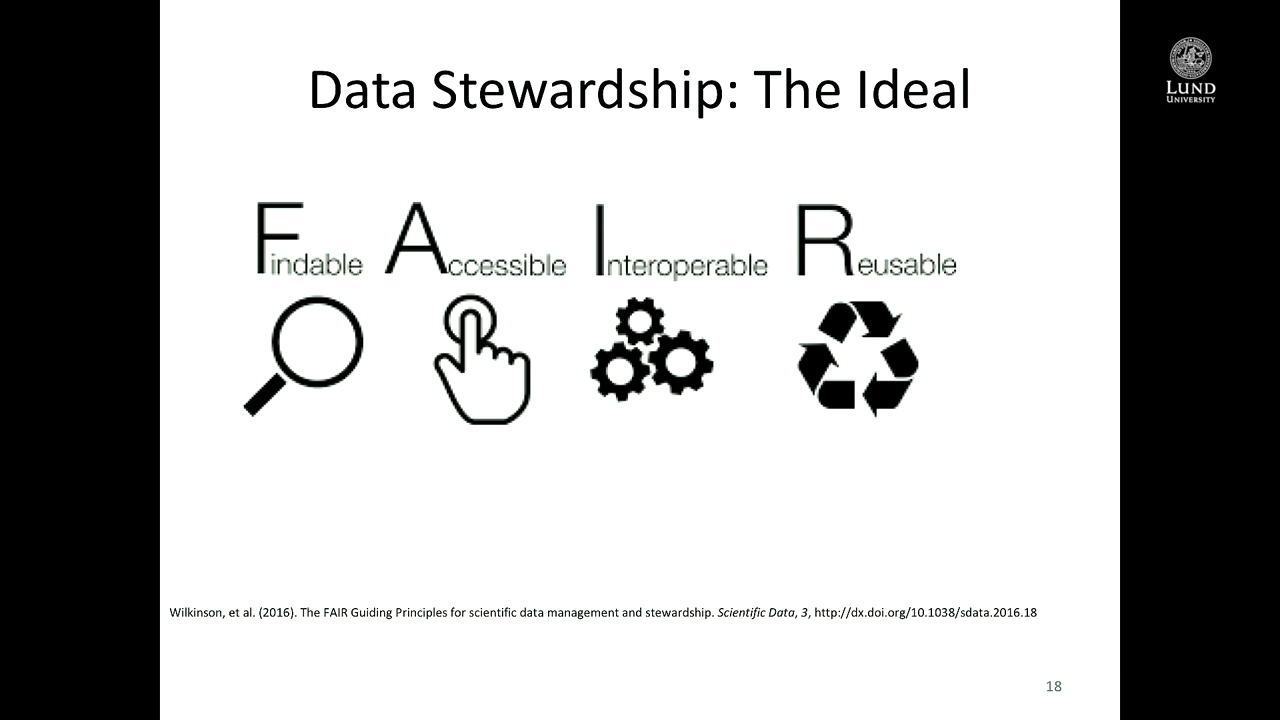 Data Stewardship: The Ideal
LUND
UNIVERSITY
Findable Accessible Interoperable Reusable
Wilkinson, et al. (2016). The FAIR Guiding Principles for scientific data management and stewardship. Scientific Data, 3, http://dx.doi.org/10.1038/sdata.2016.18
18